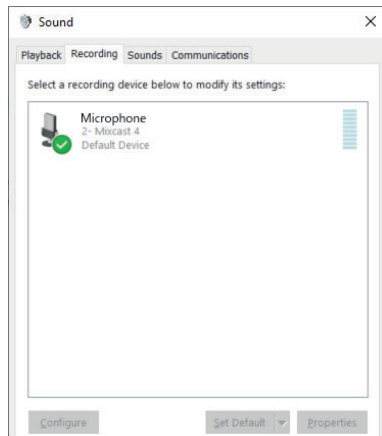 Sound
Playback Recording Sounds Communications
Select a recording device below to modify its settings:
Microphone
2- Mixcast 4
Default Device
Configure Set Default Properties